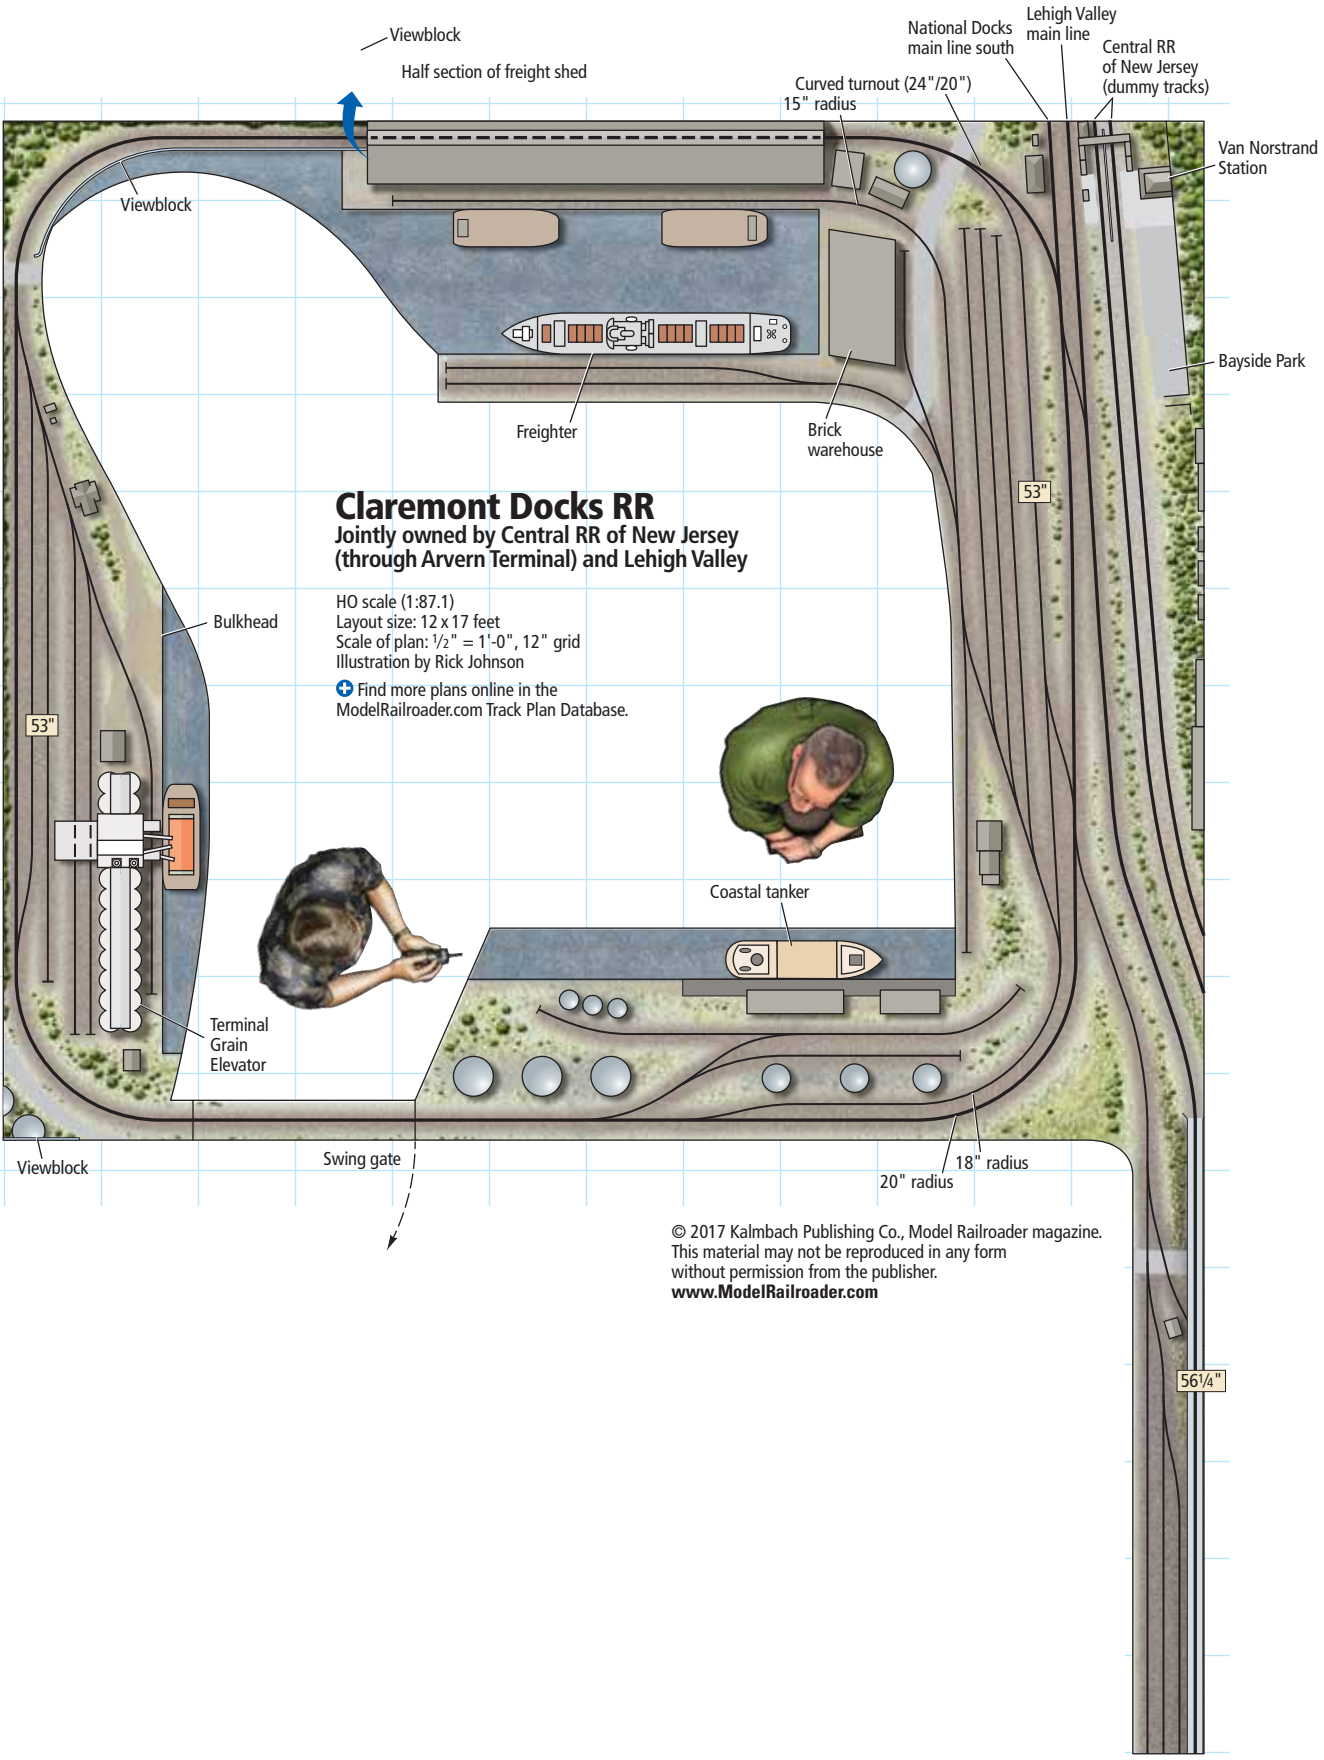 Viewblock
Half section of freight shed
National Docks
main line south
Lehigh Valley
main line
Central RR
of New Jersey
(dummy tracks)
Curved turnout (24"/20")
15" radius
Van Norstrand
Station
Viewblock
Bayside Park
Freighter
Brick
warehouse
53"
Claremont Docks RR
Jointly owned by Central RR of New Jersey
(through Arvern Terminal) and Lehigh Valley
HO scale (1:87.1)
Layout size: 12 x 17 feet
Scale of plan: 1/2" = 1'-0", 12" grid
Illustration by Rick Johnson
Find more plans online in the
ModelRailroader.com Track Plan Database.
Bulkhead
53"
Coastal tanker
Terminal
Grain
Elevator
Viewblock
Swing gate
18" radius
20" radius
© 2017 Kalmbach Publishing Co., Model Railroader magazine.
This material may not be reproduced in any form
without permission from the publisher.
www.ModelRailroader.com
561/4"